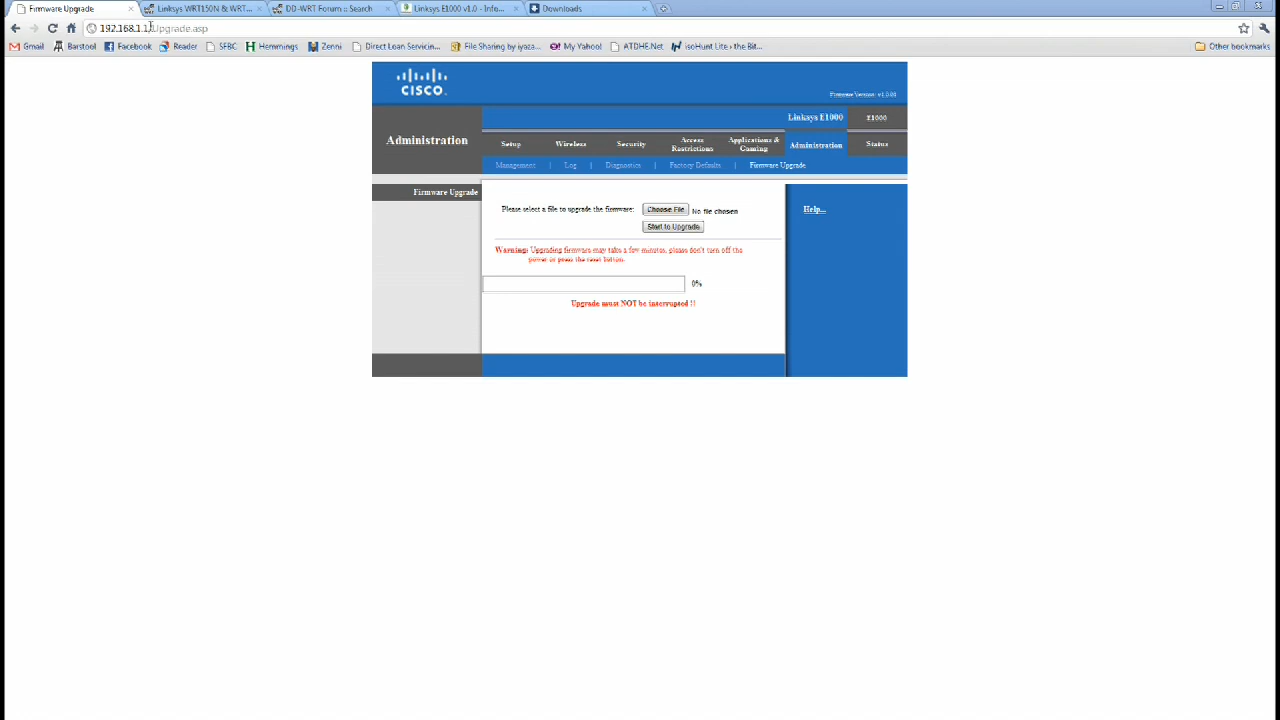 Firmware Upgrade
Linksys WRT150N & WRT...
DD-WRT Forum :: Search
Linksys E1000 v1.0 - Info...
Downloads
192.168.1.1/Upgrade.asp
Gmail
Barstool
Facebook
Reader
SFBC
Hemmings
Zenni
Direct Loan Servicin...
File Sharing by iyaza...
My Yahoo!
ATDHE.Net
isoHunt Lite › the Bit...
Other bookmarks
CISCO.
Firmware Version:
Linksys E1000
E1000
Administration
Setup
Wireless
Security
Access Restrictions
Applications & Gaming
Administration
Status
Management | Log | Diagnostics | Factory Defaults | Firmware Upgrade
Firmware Upgrade
Please select a file to upgrade the firmware:
Choose File
No file chosen
Start to Upgrade
Help...
Warning: Upgrading firmware may take a few minutes, please don't turn off the
power or press the reset button.
0%
Upgrade must NOT be interrupted !!